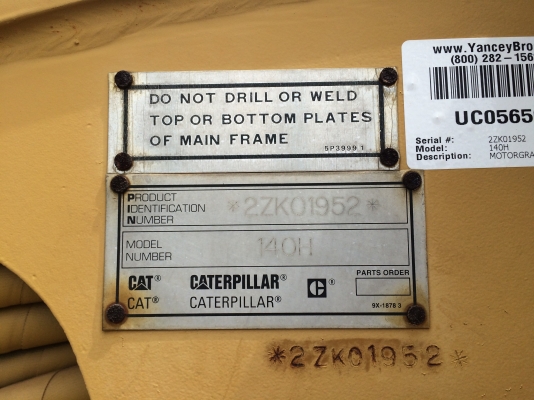 DO NOT DRILL OR WELD
TOP OR BOTTOM PLATES
OF MAIN FRAME
5P3999 1
www.YanceyBro
(800) 282-156
UC0565
Serial #: 2ZK01952
Model: 140H
Description: MOTORGRA
PRODUCT
IDENTIFICATION
NUMBER
*2ZK01952*
MODEL
NUMBER
140H
CAT® CATERPILLAR® C®
CAT® CATERPILLAR®
PARTS ORDER
9X-1878 3
*2ZK01952*